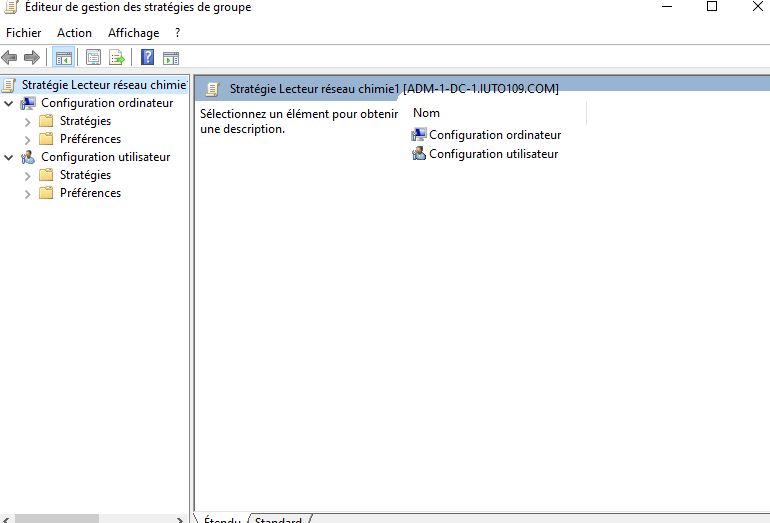 Éditeur de gestion des stratégies de groupe
Fichier Action Affichage ?
Stratégie Lecteur réseau chimie1
Configuration ordinateur
Stratégies
Préférences
Configuration utilisateur
Stratégies
Préférences
Stratégie Lecteur réseau chimie1 [ADM-1-DC-1.IUTO109.COM]
Sélectionnez un élément pour obtenir
une description.
Nom
Configuration ordinateur
Configuration utilisateur
Étendu Standard